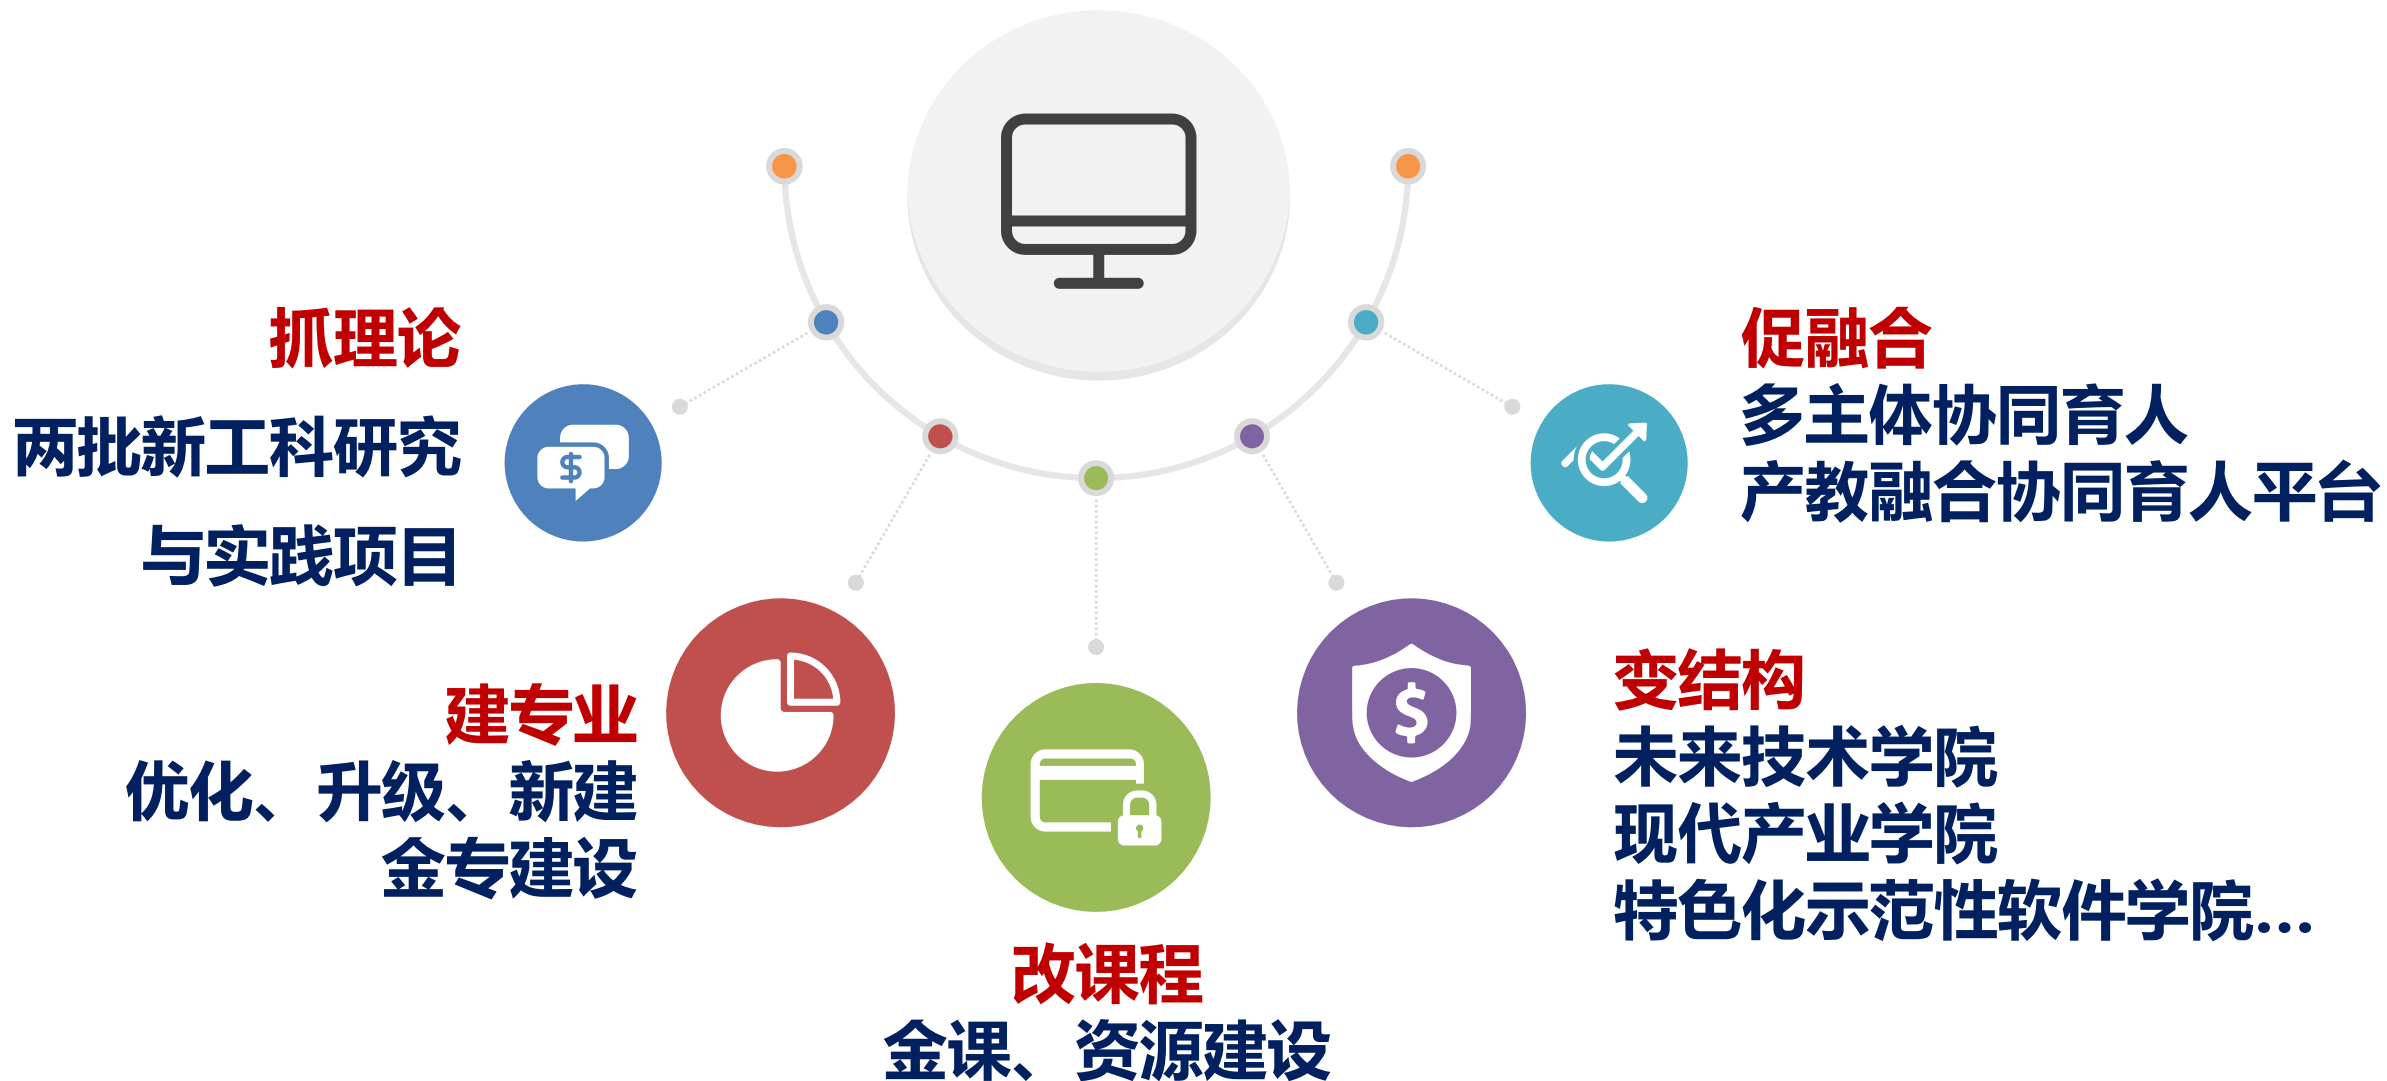 抓理论
两批新工科研究
与实践项目
建专业
优化、升级、新建
金专建设
改课程
金课、资源建设
变结构
未来技术学院
现代产业学院
特色化示范性软件学院...
促融合
多主体协同育人
产教融合协同育人平台